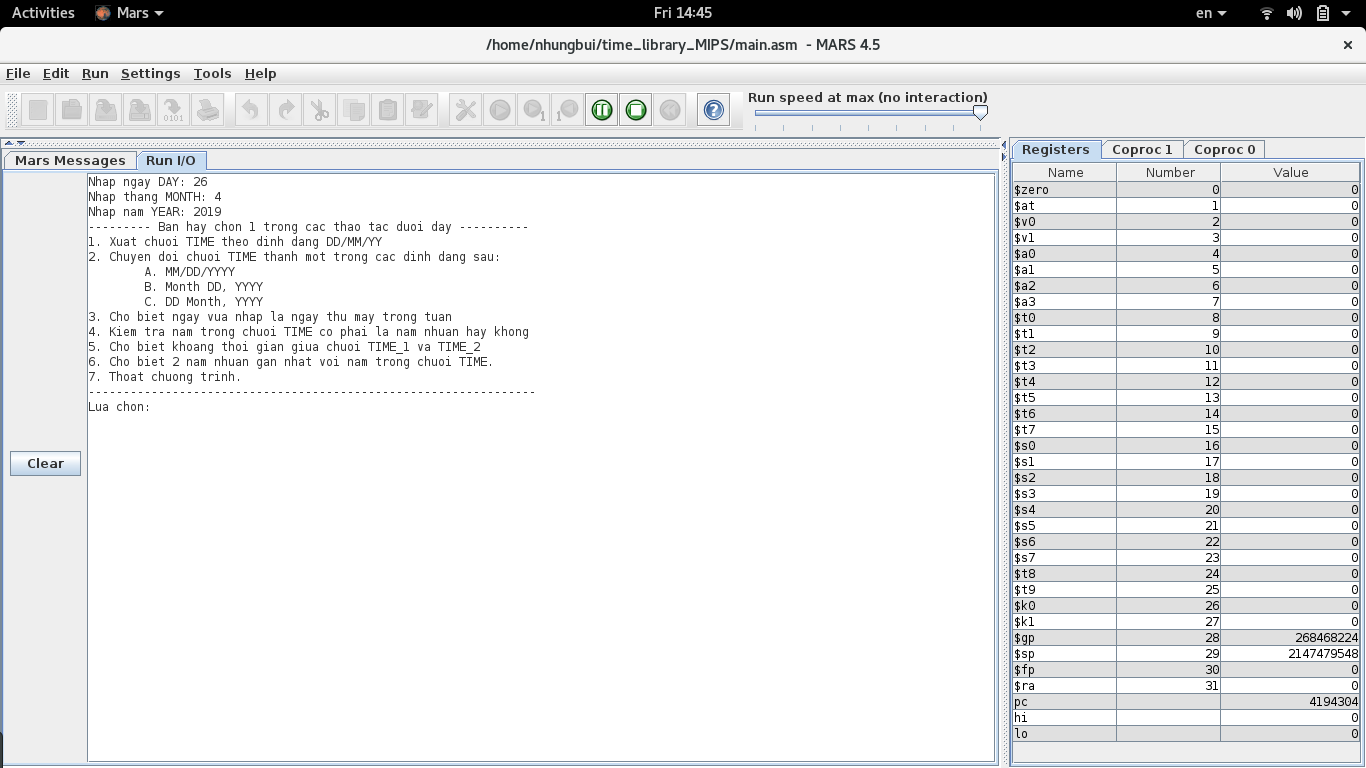 Activities Mars Fri 14:45 en
/home/nhungbui/time_library_MIPS/main.asm - MARS 4.5
File Edit Run Settings Tools Help
Run speed at max (no interaction)
Mars Messages Run I/O
Nhap ngay DAY: 26
Nhap thang MONTH: 4
Nhap nam YEAR: 2019
--------- Ban hay chon 1 trong cac thao tac duoi day ----------
1. Xuat chuoi TIME theo dinh dang DD/MM/YY
2. Chuyen doi chuoi TIME thanh mot trong cac dinh dang sau:
A. MM/DD/YYYY
B. Month DD, YYYY
C. DD Month, YYYY
3. Cho biet ngay vua nhap la ngay thu may trong tuan
4. Kiem tra nam trong chuoi TIME co phai la nam nhuan hay khong
5. Cho biet khoang thoi gian giua chuoi TIME_1 va TIME_2
6. Cho biet 2 nam nhuan gan nhat voi nam trong chuoi TIME.
7. Thoat chuong trinh.
----------------------------------------------------------------
Lua chon:
Clear
Registers Coproc 1 Coproc 0
Name Number Value
$zero 0 0
$at 1 0
$v0 2 0
$v1 3 0
$a0 4 0
$a1 5 0
$a2 6 0
$a3 7 0
$t0 8 0
$t1 9 0
$t2 10 0
$t3 11 0
$t4 12 0
$t5 13 0
$t6 14 0
$t7 15 0
$s0 16 0
$s1 17 0
$s2 18 0
$s3 19 0
$s4 20 0
$s5 21 0
$s6 22 0
$s7 23 0
$t8 24 0
$t9 25 0
$k0 26 0
$k1 27 0
$gp 28 268468224
$sp 29 2147479548
$fp 30 0
$ra 31 0
pc 4194304
hi 0
lo 0